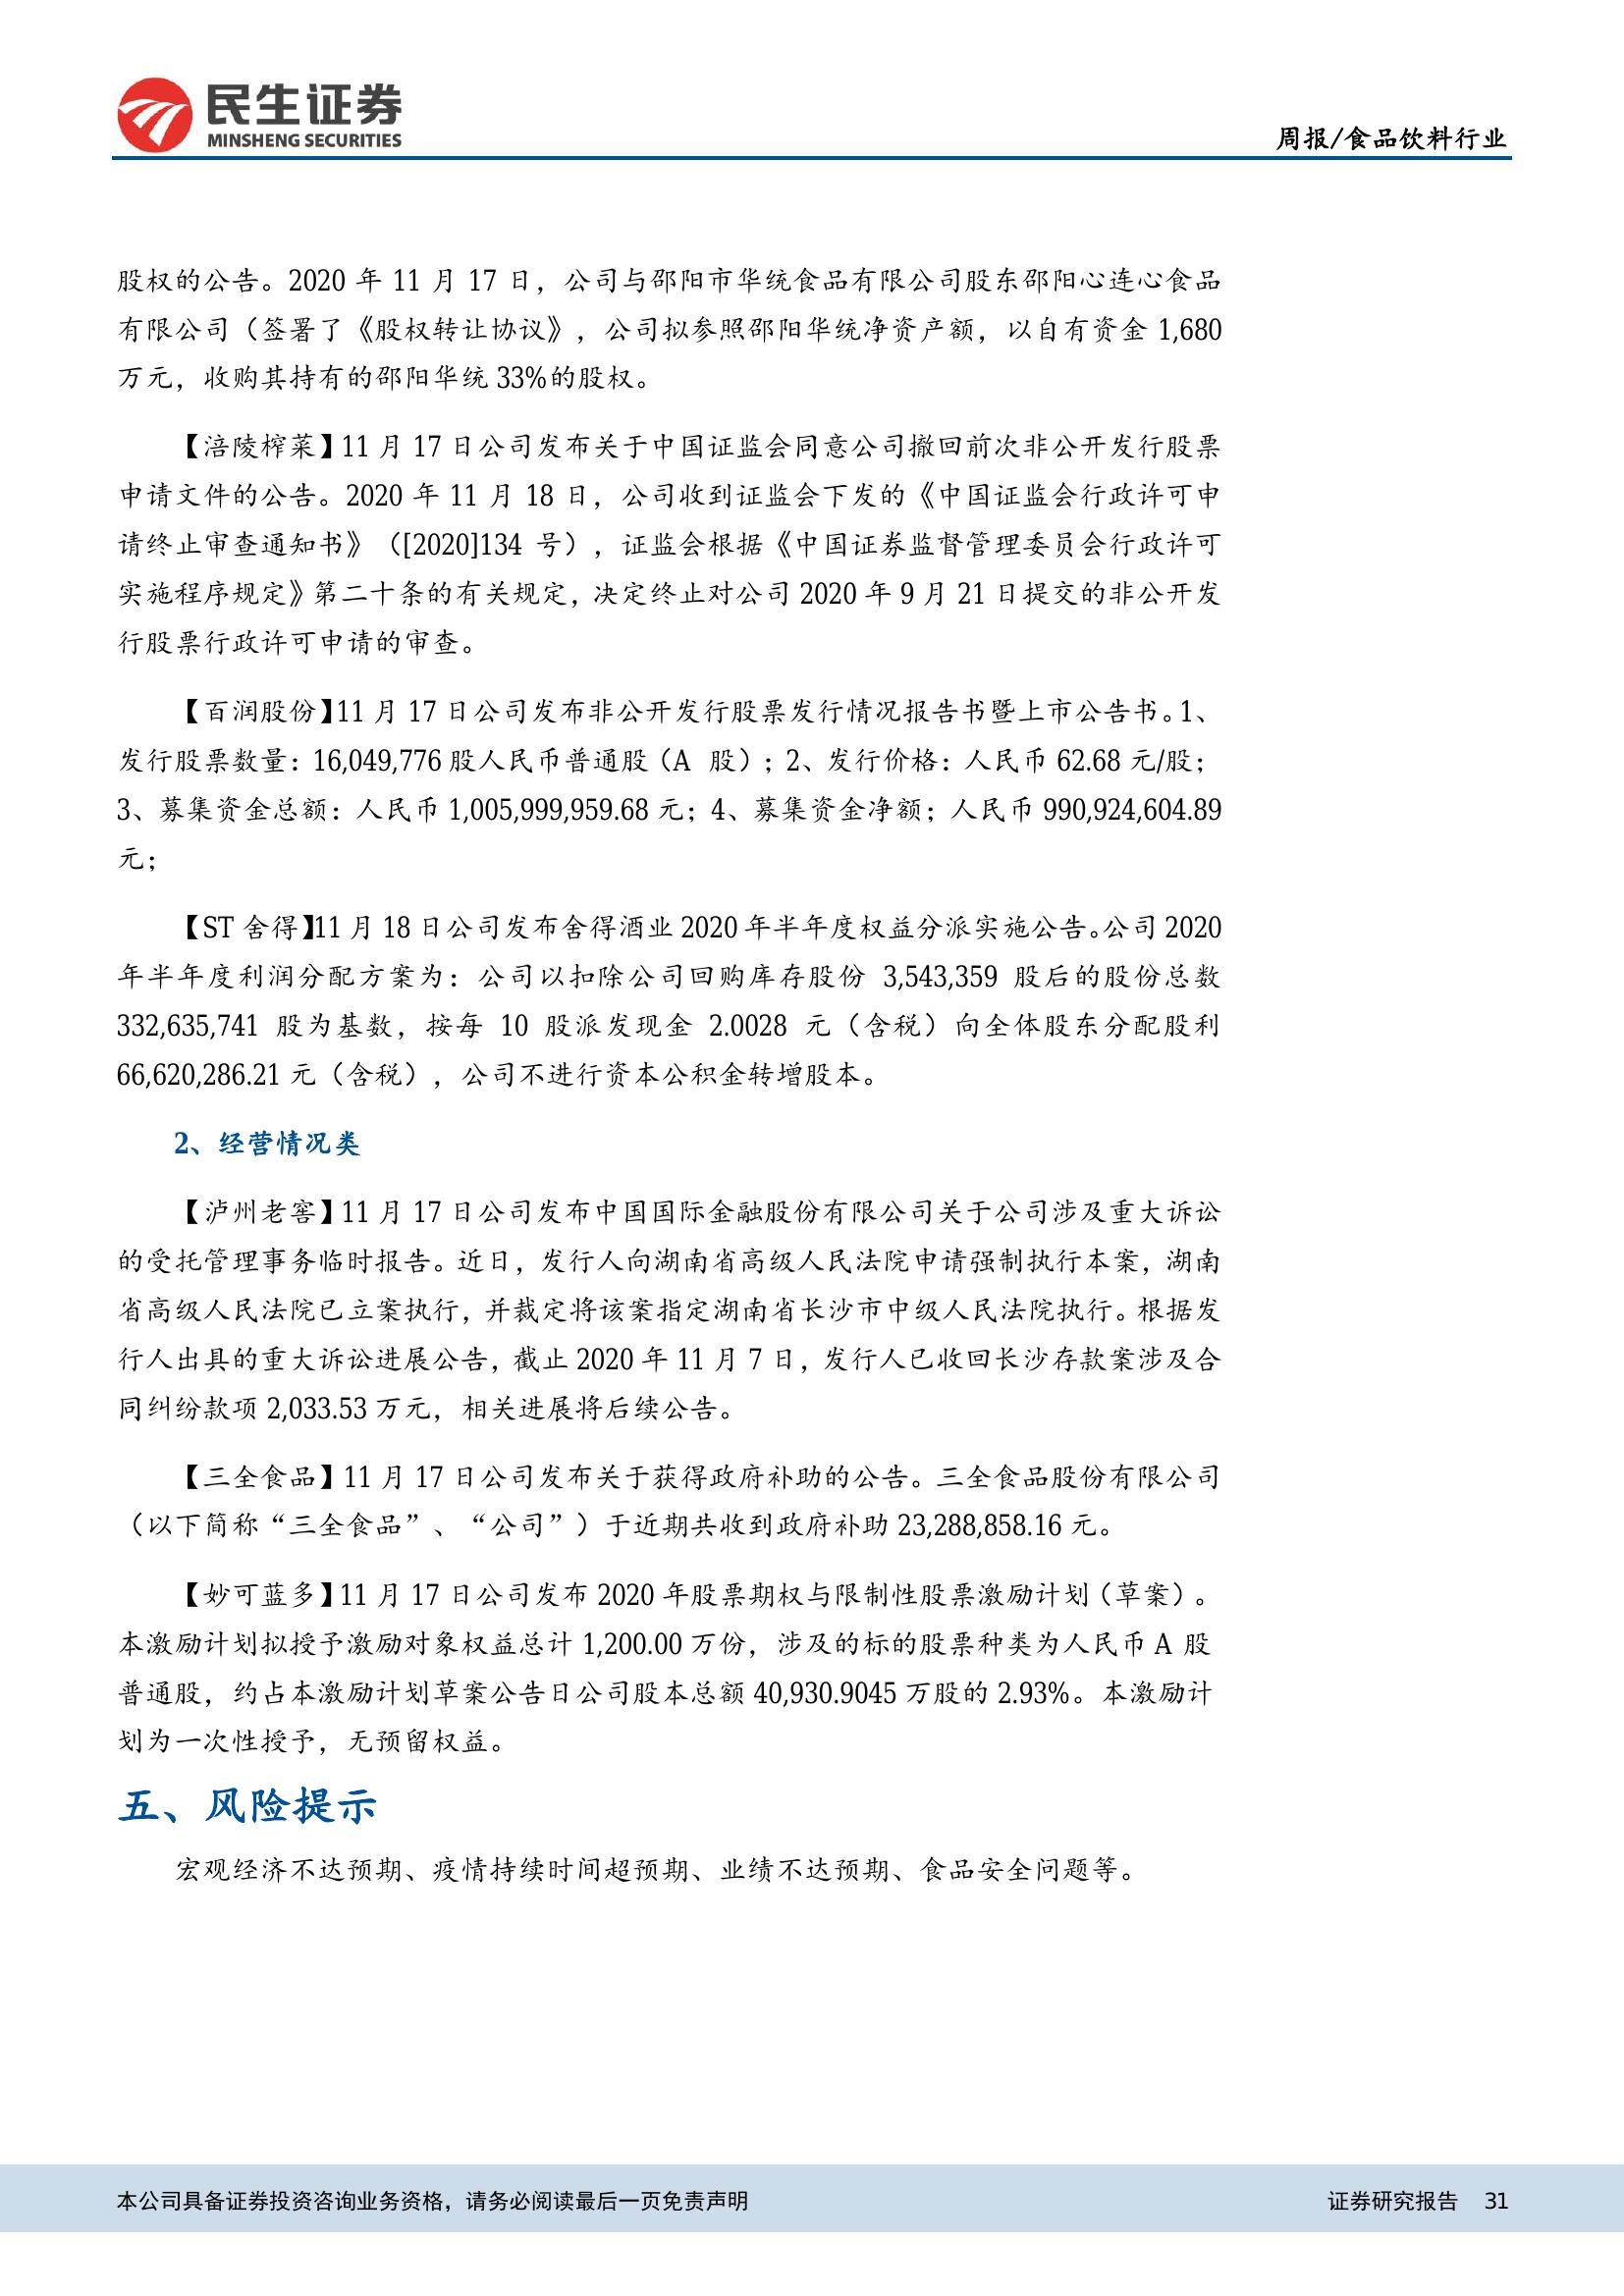 民生证券
MINSHENG SECURITIES
周报/食品饮料行业
股权的公告。2020 年 11 月 17 日，公司与邵阳市华统食品有限公司股东邵阳心连心食品
有限公司（签署了《股权转让协议》，公司拟参照邵阳华统净资产额，以自有资金 1,680
万元，收购其持有的邵阳华统 33%的股权。
【涪陵榨菜】11 月 17 日公司发布关于中国证监会同意公司撤回前次非公开发行股票
申请文件的公告。2020 年 11 月 18 日，公司收到证监会下发的《中国证监会行政许可申
请终止审查通知书》（[2020]134 号），证监会根据《中国证券监督管理委员会行政许可
实施程序规定》第二十条的有关规定，决定终止对公司 2020 年 9 月 21 日提交的非公开发
行股票行政许可申请的审查。
【百润股份】11 月 17 日公司发布非公开发行股票发行情况报告书暨上市公告书。1、
发行股票数量：16,049,776 股人民币普通股（A 股）；2、发行价格：人民币 62.68 元/股；
3、募集资金总额：人民币 1,005,999,959.68 元；4、募集资金净额；人民币 990,924,604.89
元；
【ST 舍得】11 月 18 日公司发布舍得酒业 2020 年半年度权益分派实施公告。公司 2020
年半年度利润分配方案为：公司以扣除公司回购库存股份 3,543,359 股后的股份总数
332,635,741 股为基数，按每 10 股派发现金 2.0028 元（含税）向全体股东分配股利
66,620,286.21 元（含税），公司不进行资本公积金转增股本。
2、经营情况类
【泸州老窖】11 月 17 日公司发布中国国际金融股份有限公司关于公司涉及重大诉讼
的受托管理事务临时报告。近日，发行人向湖南省高级人民法院申请强制执行本案，湖南
省高级人民法院已立案执行，并裁定将该案指定湖南省长沙市中级人民法院执行。根据发
行人出具的重大诉讼进展公告，截止 2020 年 11 月 7 日，发行人已收回长沙存款案涉及合
同纠纷款项 2,033.53 万元，相关进展将后续公告。
【三全食品】11 月 17 日公司发布关于获得政府补助的公告。三全食品股份有限公司
（以下简称“三全食品”、“公司”）于近期共收到政府补助 23,288,858.16 元。
【妙可蓝多】11 月 17 日公司发布 2020 年股票期权与限制性股票激励计划（草案）。
本激励计划拟授予激励对象权益总计 1,200.00 万份，涉及的标的股票种类为人民币 A 股
普通股，约占本激励计划草案公告日公司股本总额 40,930.9045 万股的 2.93%。本激励计
划为一次性授予，无预留权益。
五、风险提示
宏观经济不达预期、疫情持续时间超预期、业绩不达预期、食品安全问题等。
本公司具备证券投资咨询业务资格，请务必阅读最后一页免责声明
证券研究报告 31